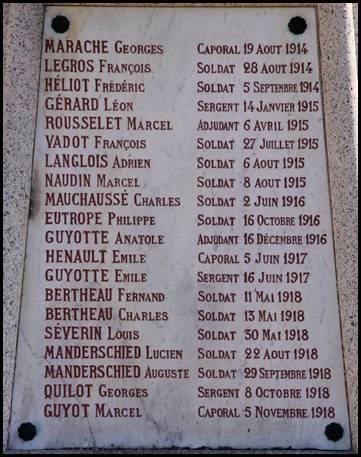 MARACHE GEORGES CAPORAL 19 AOUT 1914
LEGROS FRANÇOIS SOLDAT 28 AOUT 1914
HÉLIOT FRÉDÉRIC SOLDAT 5 SEPTEMBRE 1914
GÉRARD LÉON SERGENT 14 JANVIER 1915
ROUSSELET MARCEL ADJUDANT 6 AVRIL 1915
VADOT FRANÇOIS SOLDAT 27 JUILLET 1915
LANGLOIS ADRIEN SOLDAT 6 AOUT 1915
NAUDIN MARCEL SOLDAT 8 AOUT 1915
MAUCHAUSSÉ CHARLES SOLDAT 2 JUIN 1916
EUTROPE PHILIPPE SOLDAT 16 OCTOBRE 1916
GUYOTTE ANATOLE ADJUDANT 16 DÉCEMBRE 1916
HENAULT EMILE CAPORAL 5 JUIN 1917
GUYOTTE EMILE SERGENT 16 JUIN 1917
BERTHEAU FERNAND SOLDAT 11 MAI 1918
BERTHEAU CHARLES SOLDAT 13 MAI 1918
SÉVERIN LOUIS SOLDAT 30 MAI 1918
MANDERSCHIED LUCIEN SOLDAT 22 AOUT 1918
MANDERSCHIED AUGUSTE SOLDAT 29 SEPTEMBRE 1918
QUILOT GEORGES SERGENT 8 OCTOBRE 1918
GUYOT MARCEL CAPORAL 5 NOVEMBRE 1918